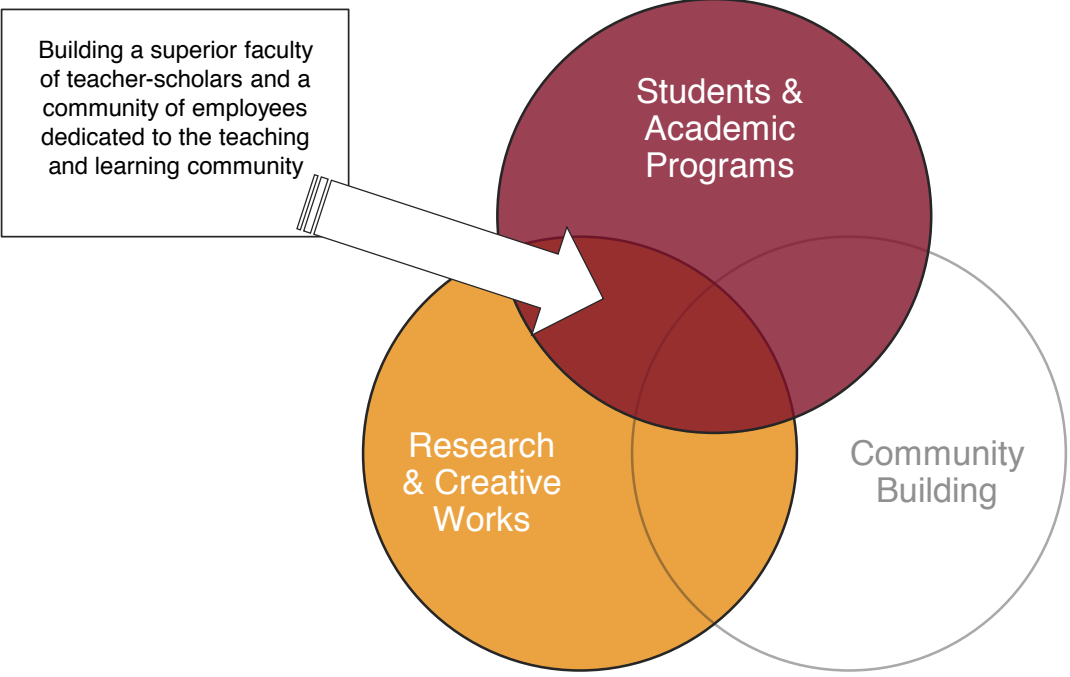 Building a superior faculty
of teacher-scholars and a
community of employees
dedicated to the teaching
and learning community
Students &
Academic
Programs
Research
& Creative
Works
Community
Building